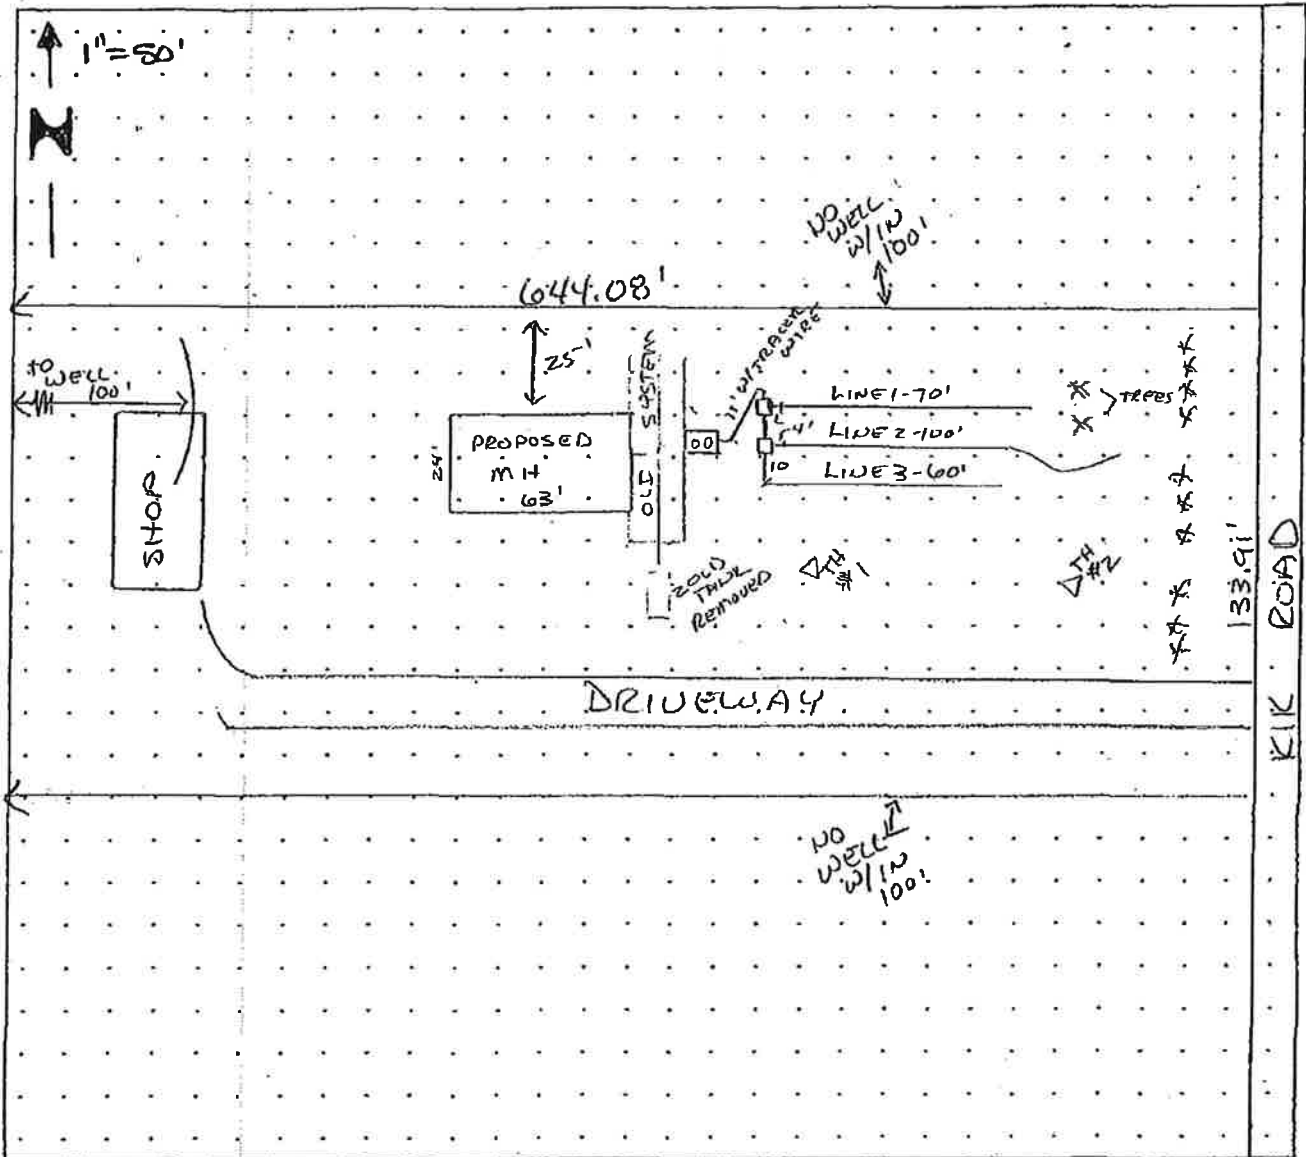 1"=50'
N
NO
WELL
W/IN
100'
644.08'
25'
TO
WELL
100'
SHOP
PROPOSED
MH
63'
24'
OLD SYSTEM
11' W/TRACER
WIRE
LINE 1-70'
LINE 2-100'
4'
10
LINE 3-60'
TREES
OLD
TANK
REMOVED
TH
#1
TH
#2
133.91'
KIK ROAD
DRIVEWAY
NO
WELL
W/IN
100'